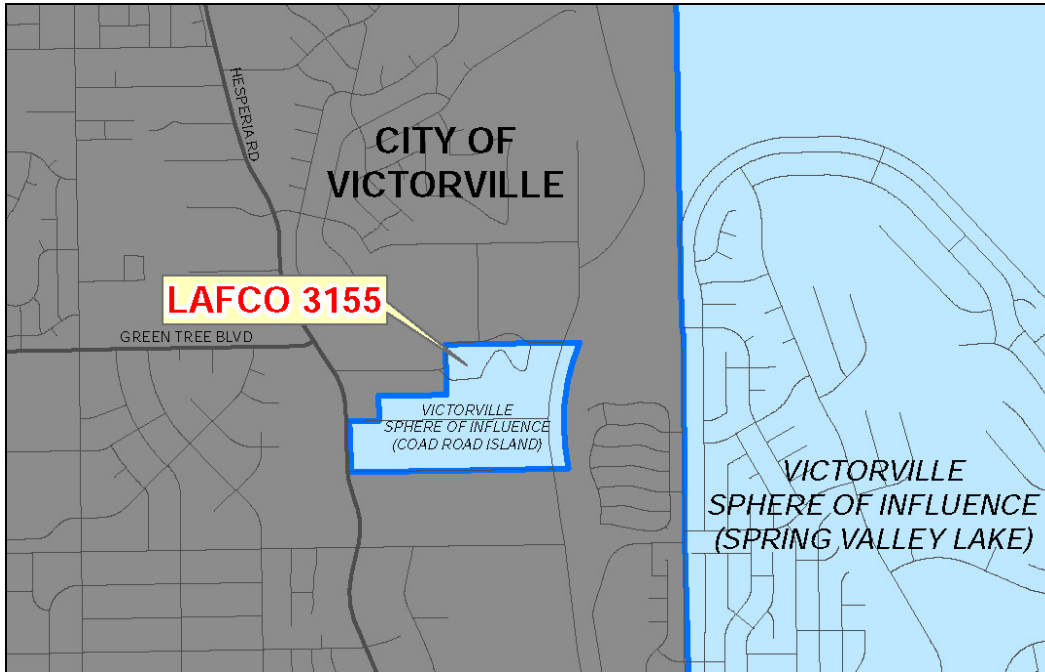 HESPERIA RD
CITY OF
VICTORVILLE
LAFCO 3155
GREEN TREE BLVD
VICTORVILLE
SPHERE OF INFLUENCE
(COAD ROAD ISLAND)
VICTORVILLE
SPHERE OF INFLUENCE
(SPRING VALLEY LAKE)